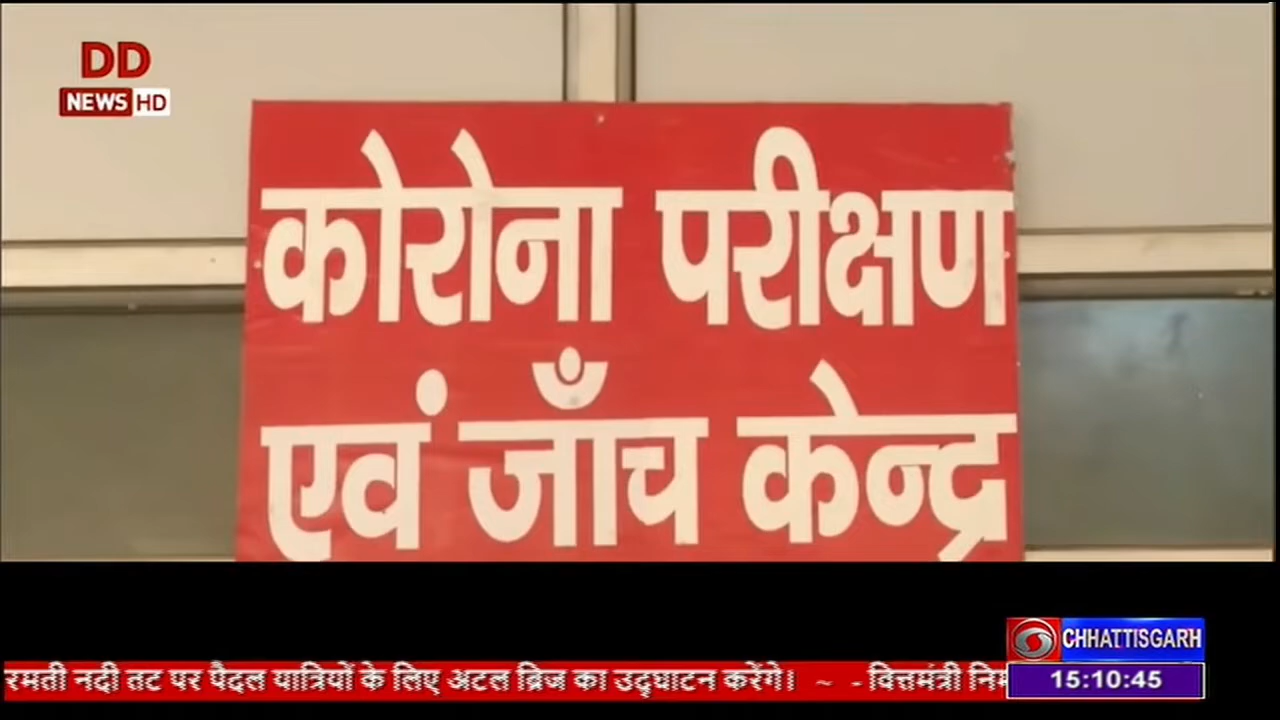 DD
NEWS HD
कोरोना परीक्षण
एवं जाँच केन्द्र
CHHATTISGARH
रमती नदी तट पर पैदल यात्रियों के लिए अटल ब्रिज का उद्घाटन करेंगे। ~ - वित्तमंत्री
15:10:45